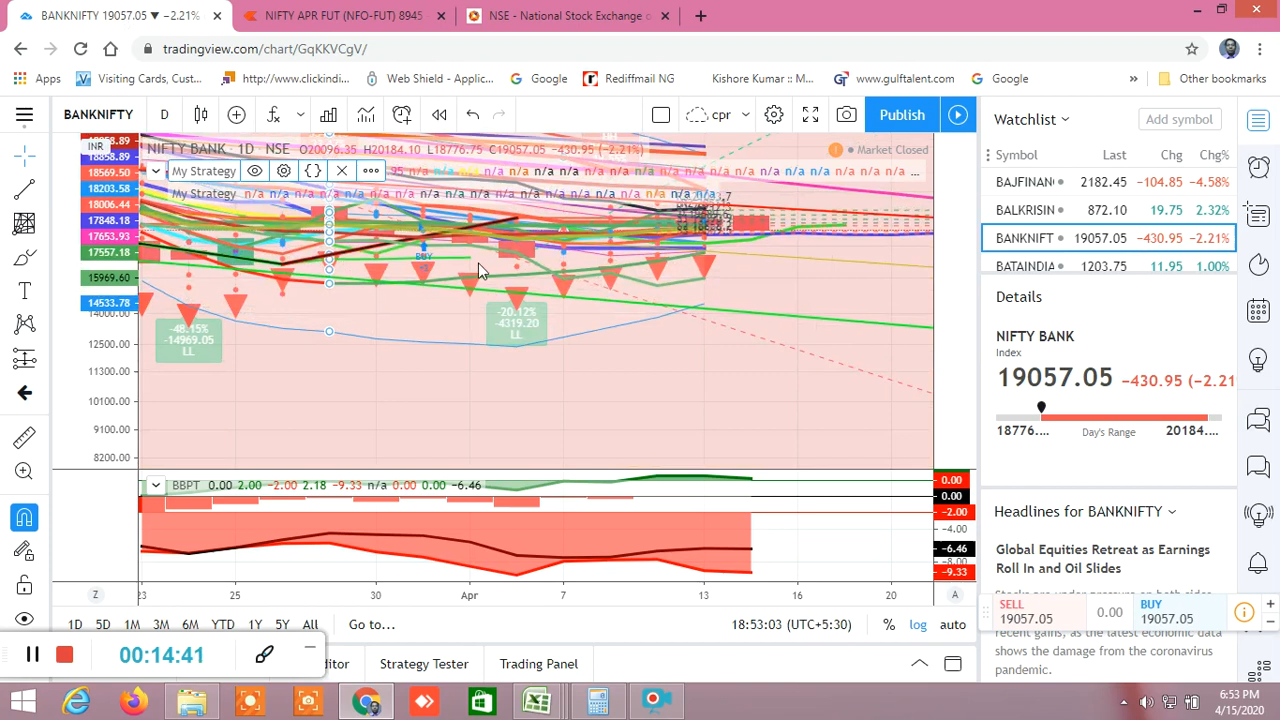 BANKNIFTY 19057.05 ▼ −2.21%
NIFTY APR FUT (NFO-FUT) 8945
NSE - National Stock Exchange o
tradingview.com/chart/GqKKVCgV/
Apps
Visiting Cards, Cust...
http://www.clickindi...
Web Shield - Applic...
Google
Rediffmail NG
Kishore Kumar :: M...
www.gulftalent.com
Google
»
Other bookmarks
BANKNIFTY
D
cpr
Publish
Watchlist
Add symbol
INR
NIFTY BANK · 1D · NSE O20096.35 H20184.10 L18776.75 C19057.05 −430.95 (−2.21%)
Market Closed
My Strategy
My Strategy n/a n/a n/a n/a n/a n/a n/a n/a n/a n/a n/a n/a n/a n/a n/a n/a n/a n/a n/a n/a
18858.89
18569.50
18203.58
18006.44
17848.18
17653.93
17557.18
15969.60
14533.78
14000.00
12500.00
11300.00
10100.00
9100.00
8200.00
BUY
-48.15%
-14969.05
LL
-20.12%
-4319.20
LL
Symbol Last Chg Chg%
BAJFINAN 2182.45 −104.85 −4.58%
BALKRISIN 872.10 19.75 2.32%
BANKNIFT 19057.05 −430.95 −2.21%
BATAINDIA 1203.75 11.95 1.00%
Details
NIFTY BANK
Index
19057.05 −430.95 (−2.21
18776.... Day's Range 20184....
Headlines for BANKNIFTY
Global Equities Retreat as Earnings
Roll In and Oil Slides
recent gains, as the latest economic data
shows the damage from the coronavirus
pandemic.
SELL
19057.05
0.00
BUY
19057.05
BBPT 0.00 2.00 −2.00 2.18 −9.33 n/a 0.00 0.00 −6.46
0.00
0.00
−2.00
−4.00
−6.46
−8.00
−9.33
Z 23 25 30 Apr 7 13 16 20 A
1D 5D 1M 3M 6M YTD 1Y 5Y All Go to...
18:53:03 (UTC+5:30) % log auto
00:14:41
ditor Strategy Tester Trading Panel
6:53 PM
4/15/2020